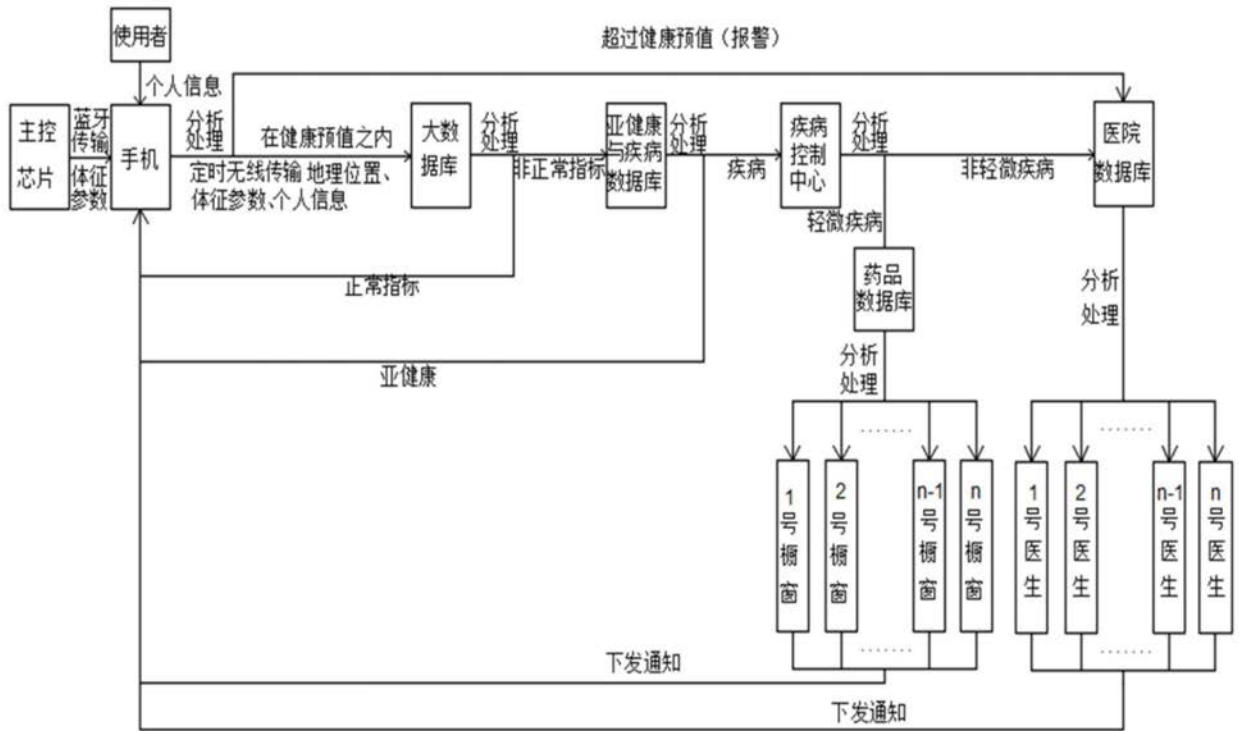 使用者
超过健康预值（报警）
个人信息
主控
芯片
蓝牙
传输
体征
参数
手机
分析
处理
在健康预值之内
定时无线传输 地理位置、
体征参数、个人信息
大数
据库
分析
处理
非正常指标
亚健康
与疾病
数据库
分析
处理
疾病
疾病
控制
中心
分析
处理
非轻微疾病
医院
数据库
轻微疾病
正常指标
药品
数据库
分析
处理
亚健康
分析
处理
.......
.......
1号橱窗
2号橱窗
n-1号橱窗
n号橱窗
1号医生
2号医生
n-1号医生
n号医生
.......
.......
下发通知
下发通知